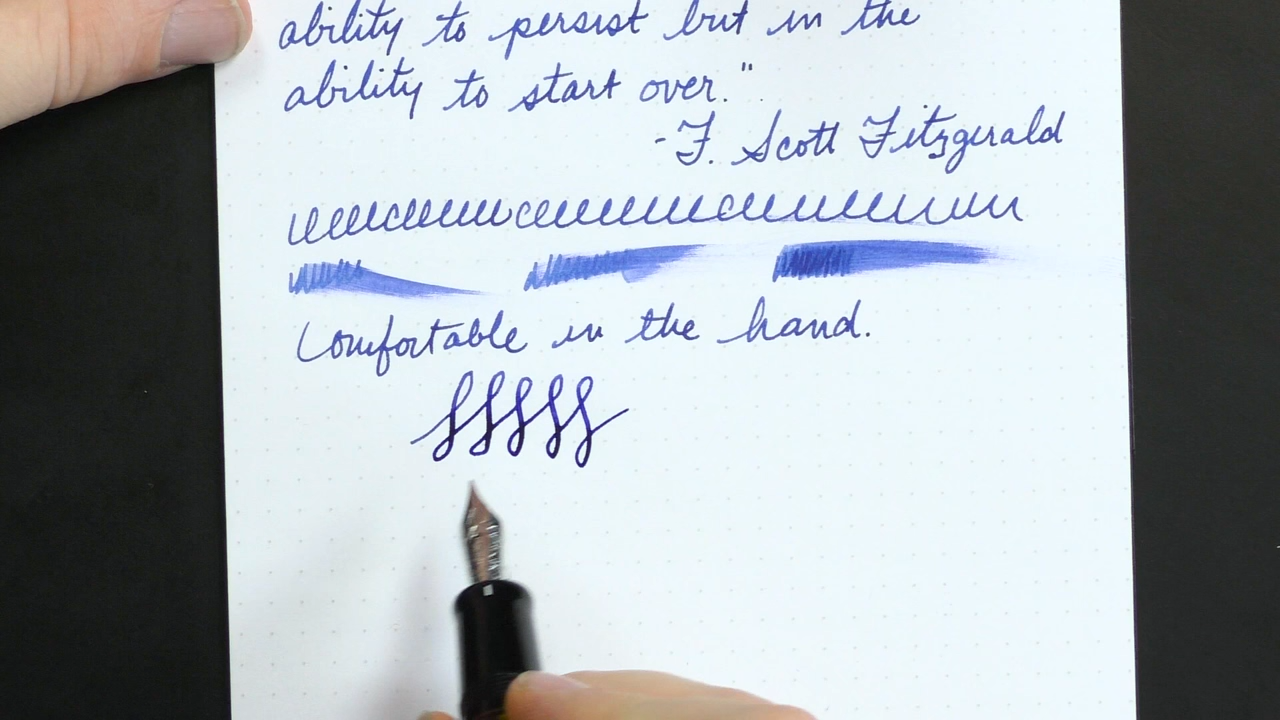 ability to persist but in the
ability to start over."
-F. Scott Fitzgerald
Comfortable in the hand.